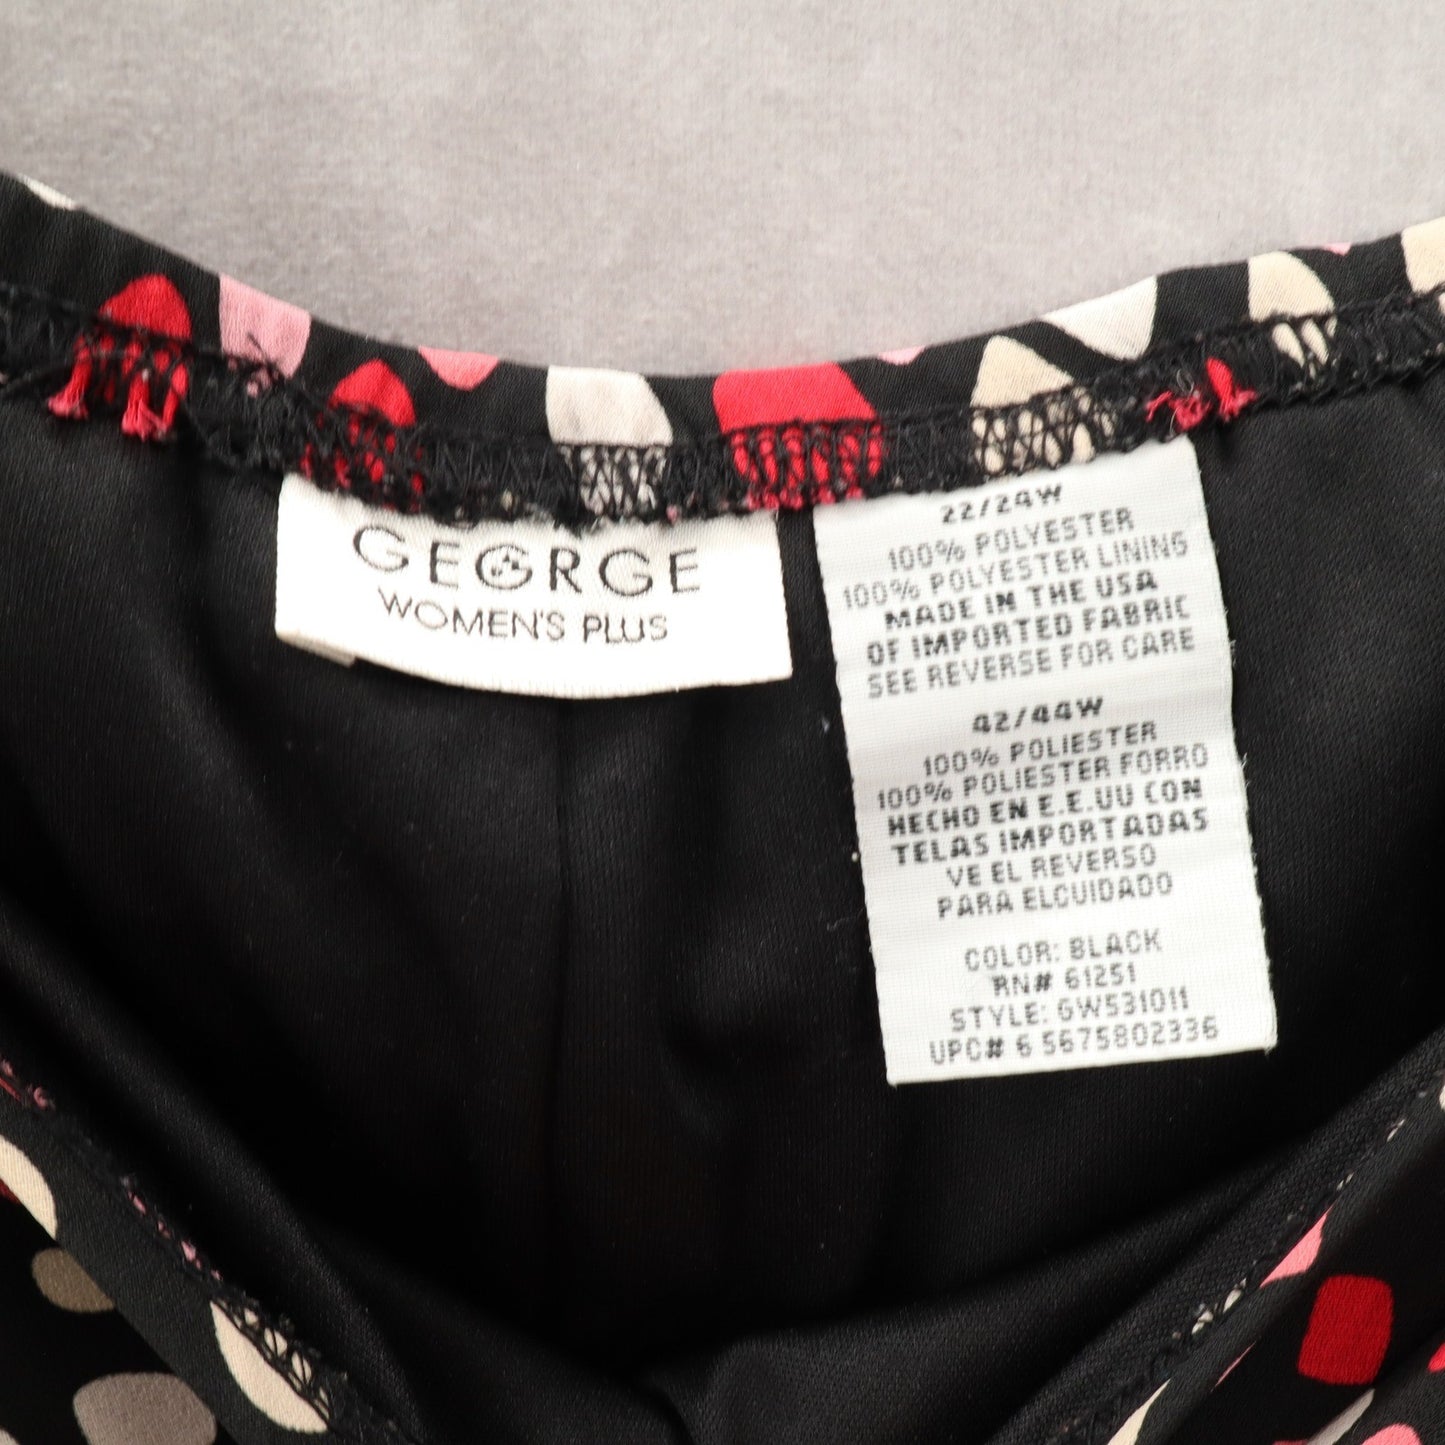 GEORGE
WOMEN'S PLUS
22/24W
100% POLYESTER
100% POLYESTER LINING
MADE IN THE USA
OF IMPORTED FABRIC
SEE REVERSE FOR CARE
42/44W
100% POLIESTER
100% POLIESTER FORRO
HECHO EN E.E.UU CON
TELAS IMPORTADAS
VE EL REVERSO
PARA ELCUIDADO
COLOR: BLACK
RN# 61251
STYLE: GW531011
UPC# 6 5675802336